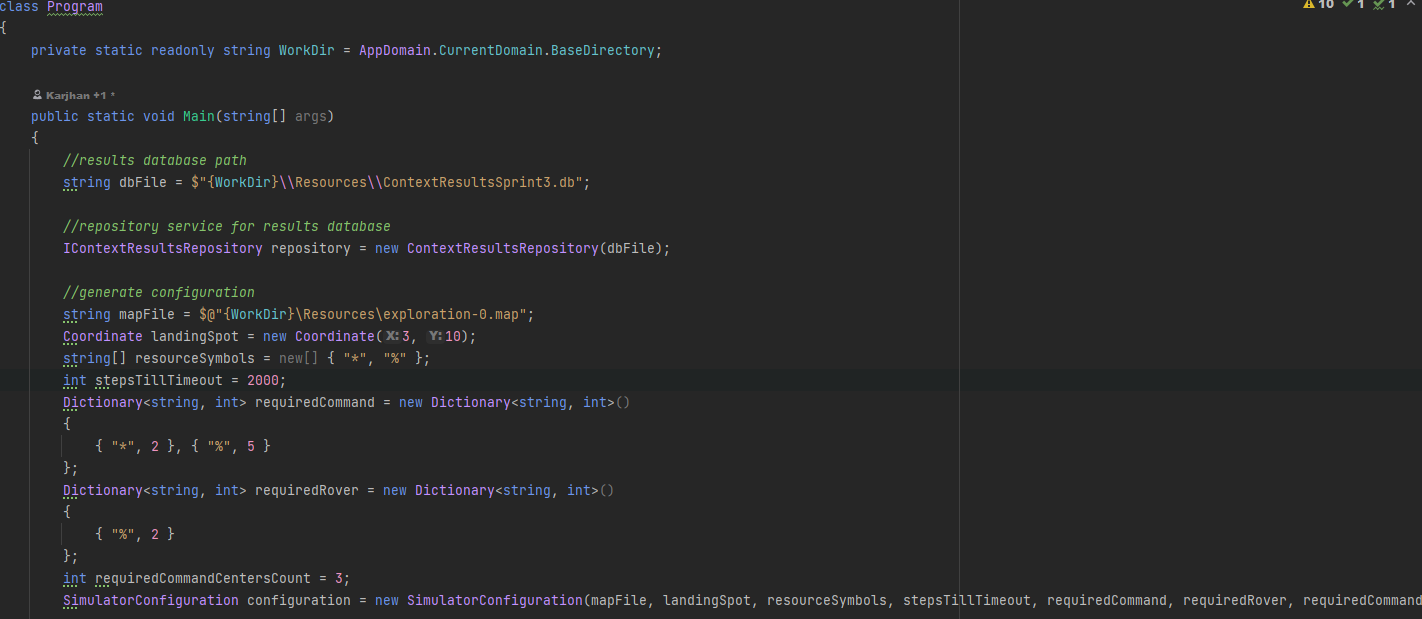 class Program
10 1 1
{
private static readonly string WorkDir = AppDomain.CurrentDomain.BaseDirectory;
Karjhan +1 *
public static void Main(string[] args)
{
//results database path
string dbFile = $"{WorkDir}\\Resources\\ContextResultsSprint3.db";
//repository service for results database
IContextResultsRepository repository = new ContextResultsRepository(dbFile);
//generate configuration
string mapFile = $@"{WorkDir}\Resources\exploration-0.map";
Coordinate landingSpot = new Coordinate(X:3, Y:10);
string[] resourceSymbols = new[] { "*", "%" };
int stepsTillTimeout = 2000;
Dictionary<string, int> requiredCommand = new Dictionary<string, int>()
{
{ "*", 2 }, { "%", 5 }
};
Dictionary<string, int> requiredRover = new Dictionary<string, int>()
{
{ "%", 2 }
};
int requiredCommandCentersCount = 3;
SimulatorConfiguration configuration = new SimulatorConfiguration(mapFile, landingSpot, resourceSymbols, stepsTillTimeout, requiredCommand, requiredRover, requiredCommand